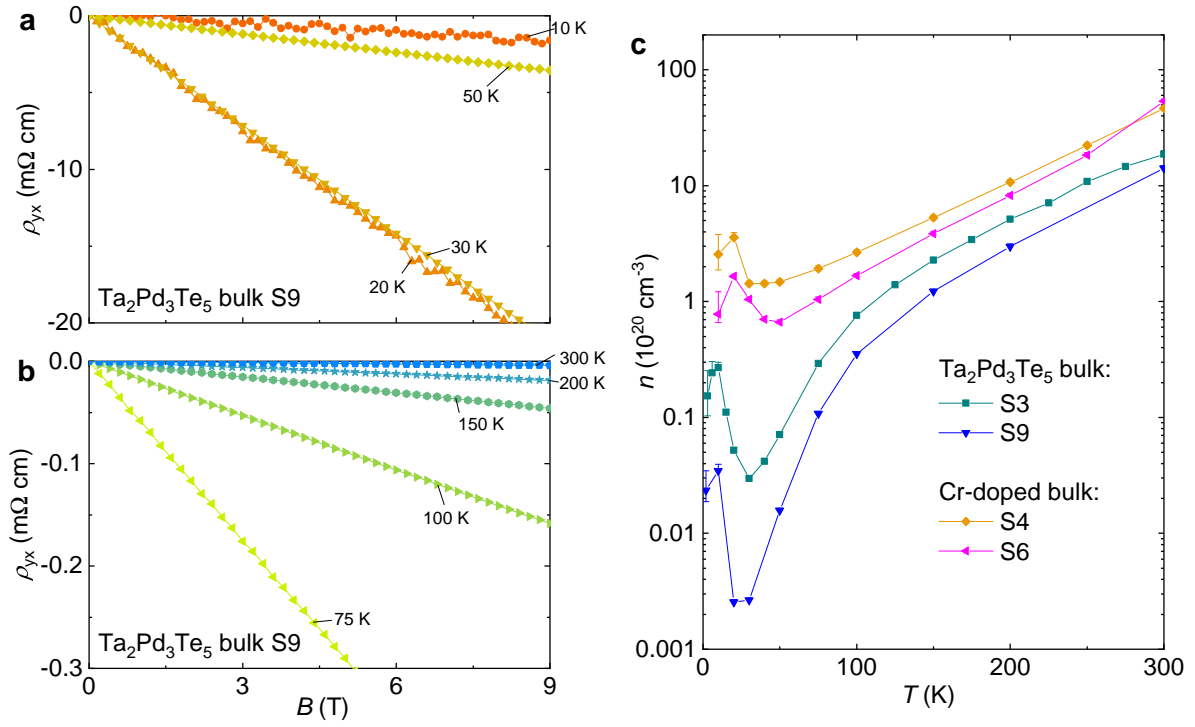 a
0
-10
-20
ρyx (mΩ cm)
10 K
50 K
30 K
20 K
Ta2Pd3Te5 bulk S9
b
0.0
-0.1
-0.2
-0.3
ρyx (mΩ cm)
300 K
200 K
150 K
100 K
75 K
Ta2Pd3Te5 bulk S9
0 3 6 9
B (T)
c
100
10
1
0.1
0.01
0.001
n (10^20 cm^-3)
Ta2Pd3Te5 bulk:
S3
S9
Cr-doped bulk:
S4
S6
0 100 200 300
T (K)